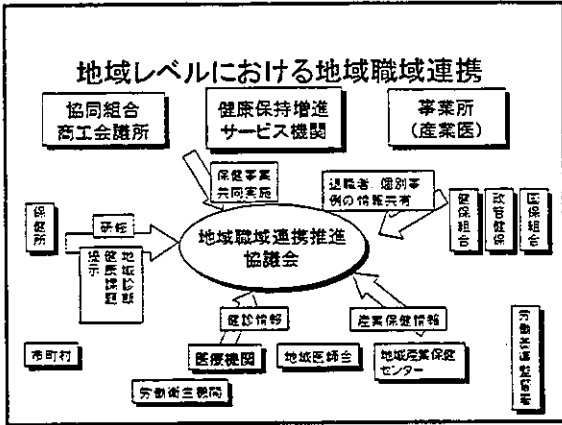 地域レベルにおける地域職域連携
協同組合
商工会議所
健康保持増進
サービス機関
事業所
(産業医)
保健事業
共同実施
退職者、個別事
例の情報共有
保健所
研修
地域診断
健康課題
提示
地域職域連携推進
協議会
健保組合
政管健保
国保組合
健診情報
産業保健情報
市町村
医療機関
地域医師会
地域産業保健
センター
労働衛生機関
労働基準監督署